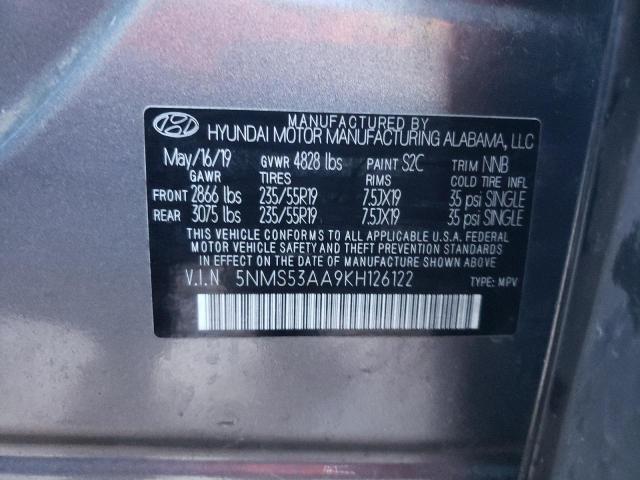 MANUFACTURED BY
HYUNDAI MOTOR MANUFACTURING ALABAMA, LLC
May/16/19 GVWR 4828 lbs PAINT S2C TRIM NNB
GAWR TIRES RIMS COLD TIRE INFL
FRONT 2866 lbs 235/55R19 7.5JX19 35 psi SINGLE
REAR 3075 lbs 235/55R19 7.5JX19 35 psi SINGLE
THIS VEHICLE CONFORMS TO ALL APPLICABLE U.S.A. FEDERAL
MOTOR VEHICLE SAFETY AND THEFT PREVENTION STANDARDS
IN EFFECT ON THE DATE OF MANUFACTURE SHOWN ABOVE.
V.I.N 5NMS53AA9KH126122 TYPE: MPV